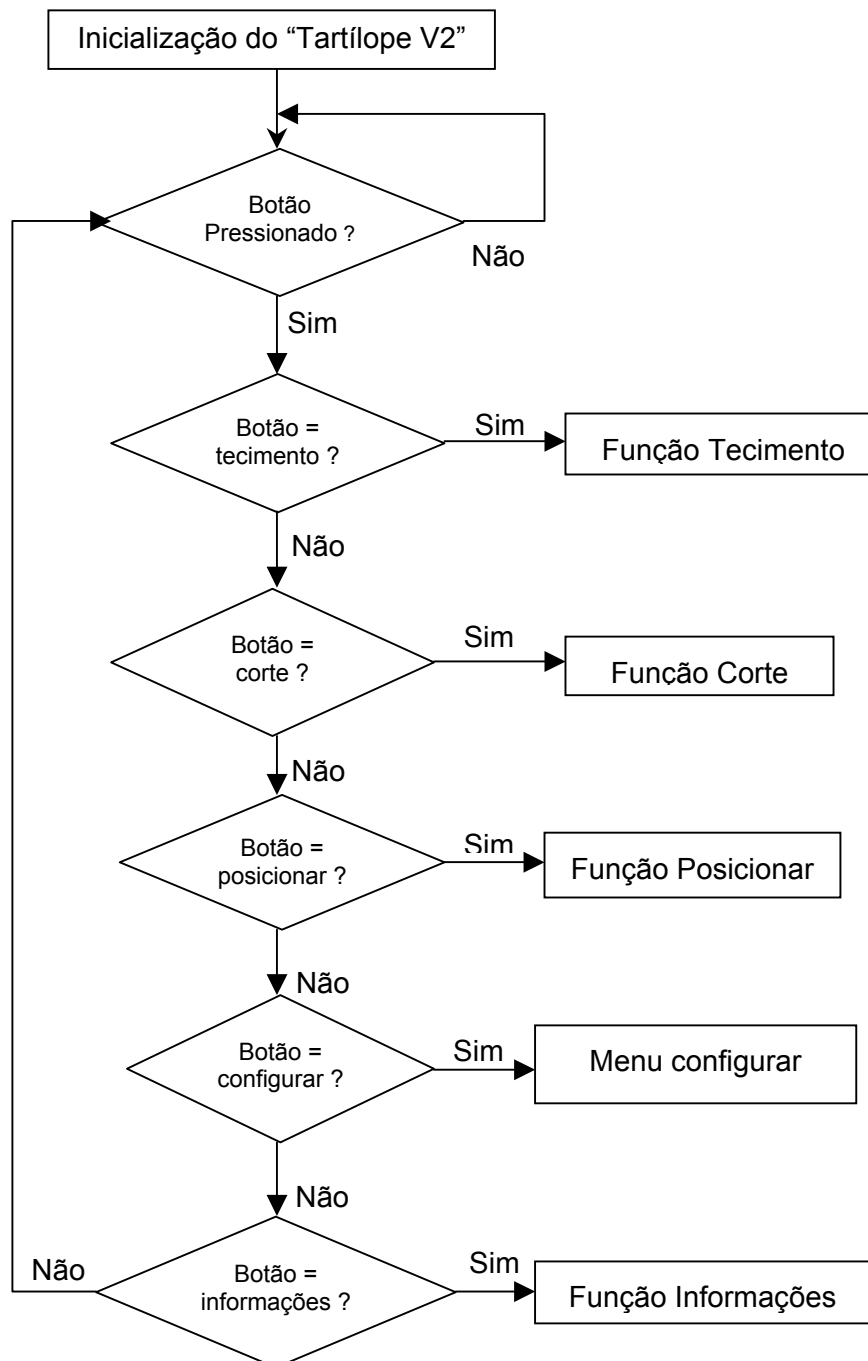 Inicialização do “Tartílope V2”
Botão
Pressionado ?
Não
Sim
Botão =
tecimento ?
Sim
Função Tecimento
Não
Botão =
corte ?
Sim
Função Corte
Não
Botão =
posicionar ?
Sim
Função Posicionar
Não
Botão =
configurar ?
Sim
Menu configurar
Não
Não
Botão =
informações ?
Sim
Função Informações